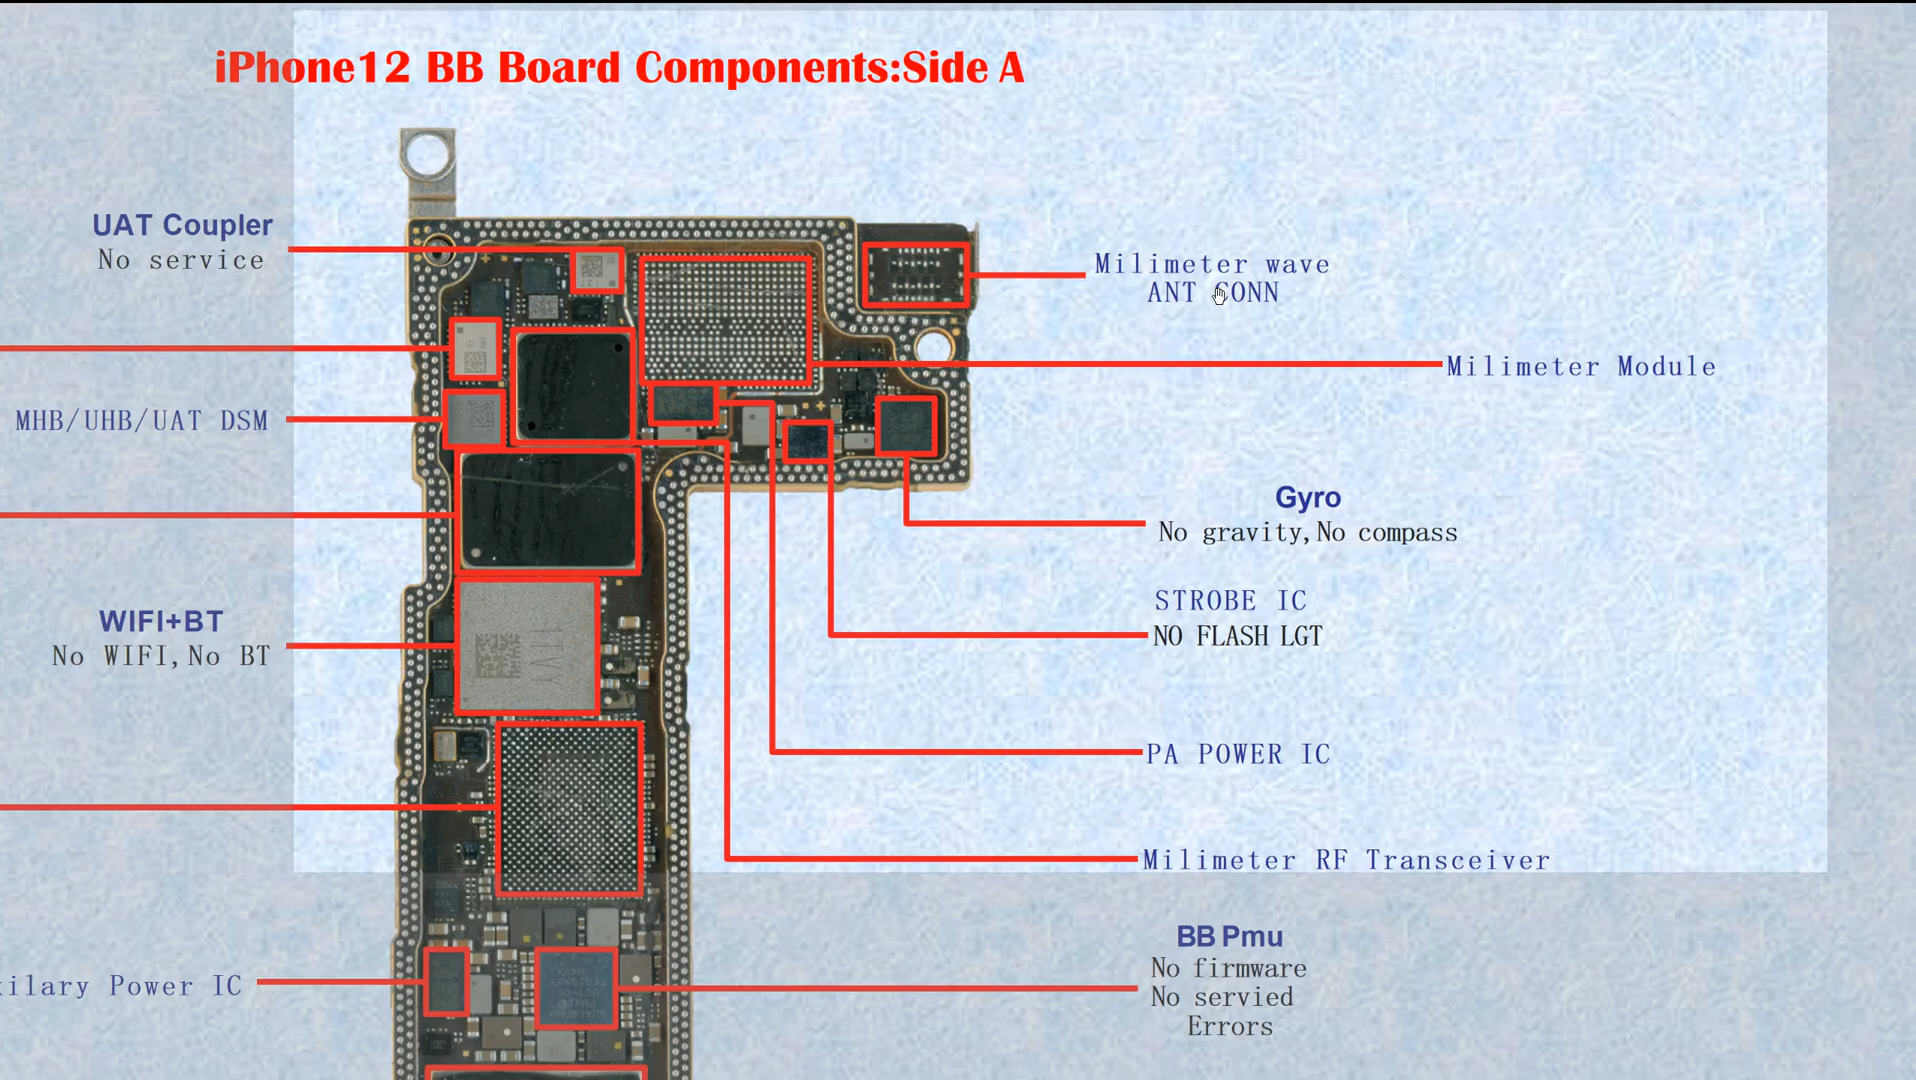 iPhone12 BB Board Components:Side A
UAT Coupler
No service
Milimeter wave
ANT CONN
Milimeter Module
MHB/UHB/UAT DSM
Gyro
No gravity,No compass
STROBE IC
NO FLASH LGT
WIFI+BT
No WIFI,No BT
PA POWER IC
Milimeter RF Transceiver
BB Pmu
No firmware
No servied
Errors
xilary Power IC